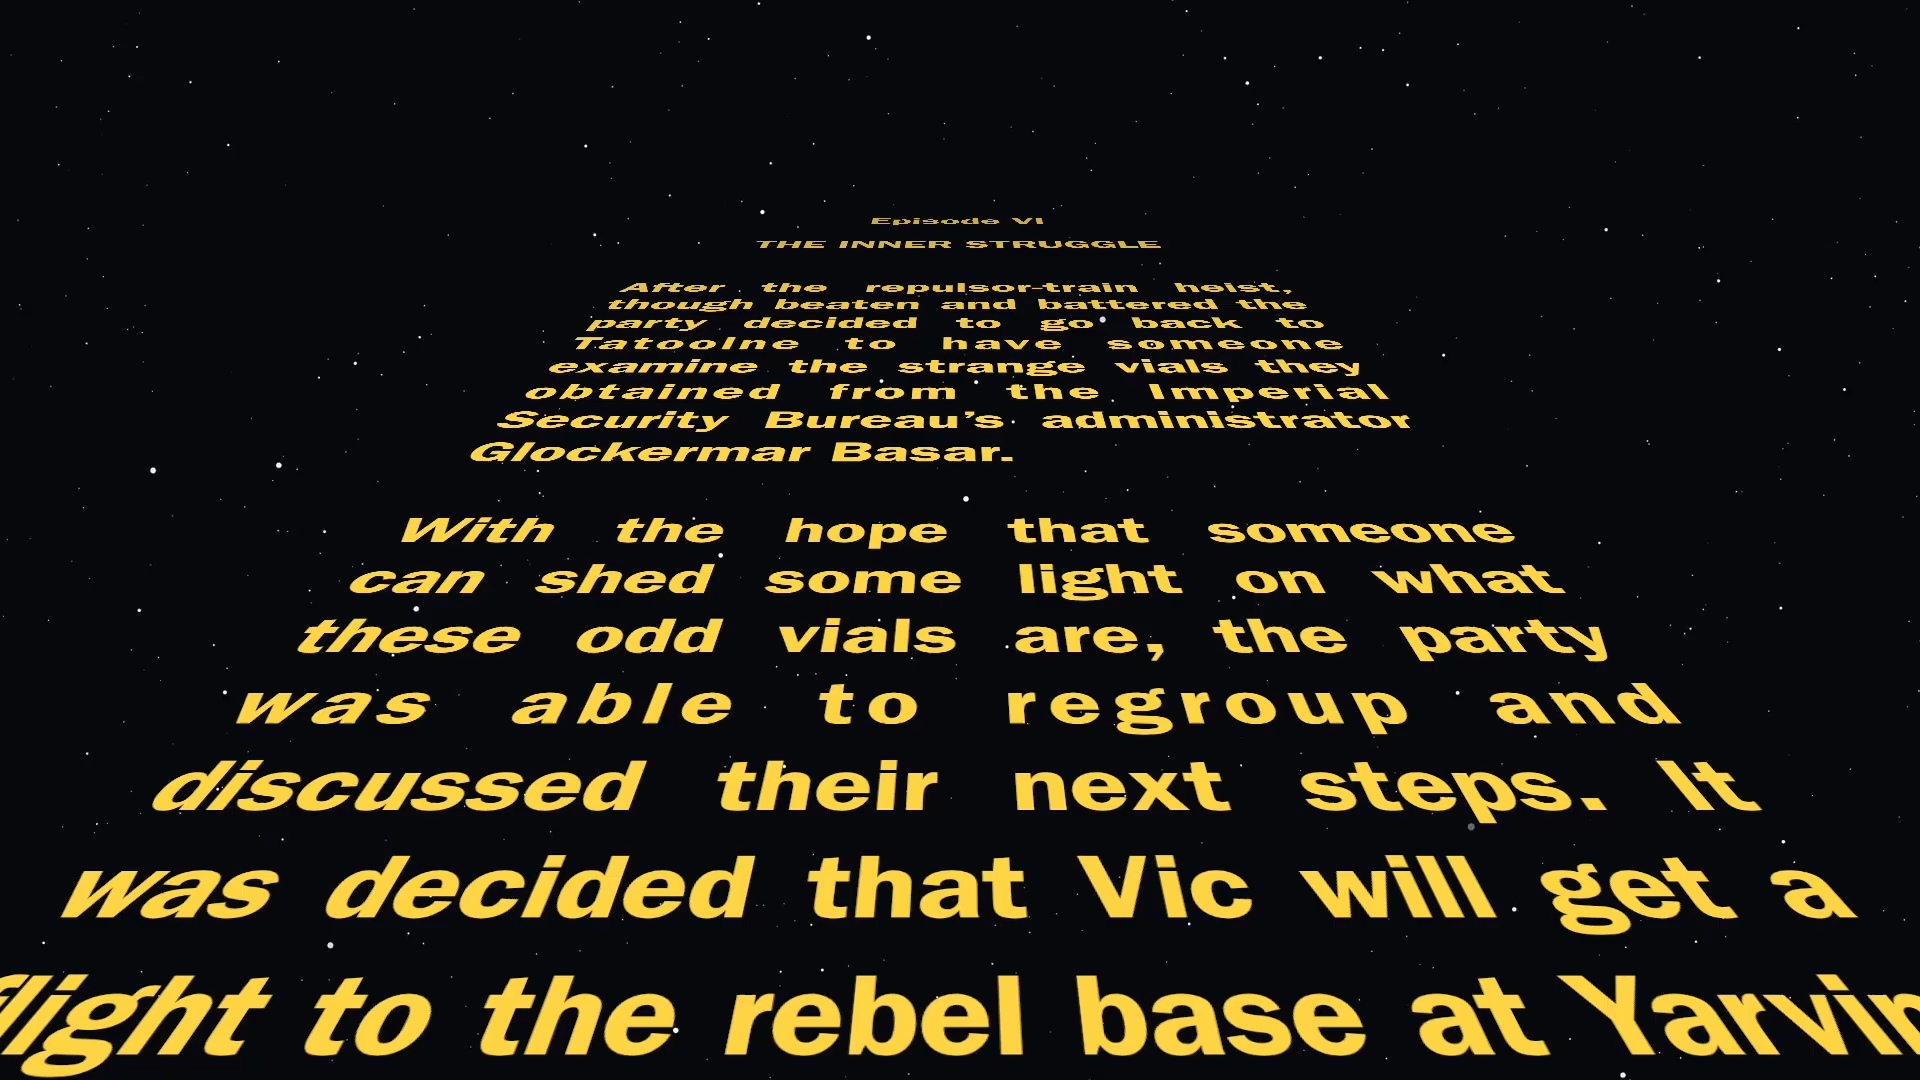 Episode VI
THE INNER STRUGGLE
After the repulsor-train heist,
though beaten and battered the
party decided to go back to
Tatoolne to have someone
examine the strange vials they
obtained from the Imperial
Security Bureau’s administrator
Glockermar Basar.
With the hope that someone
can shed some light on what
these odd vials are, the party
was able to regroup and
discussed their next steps. It
was decided that Vic will get a
flight to the rebel base at Yarvin